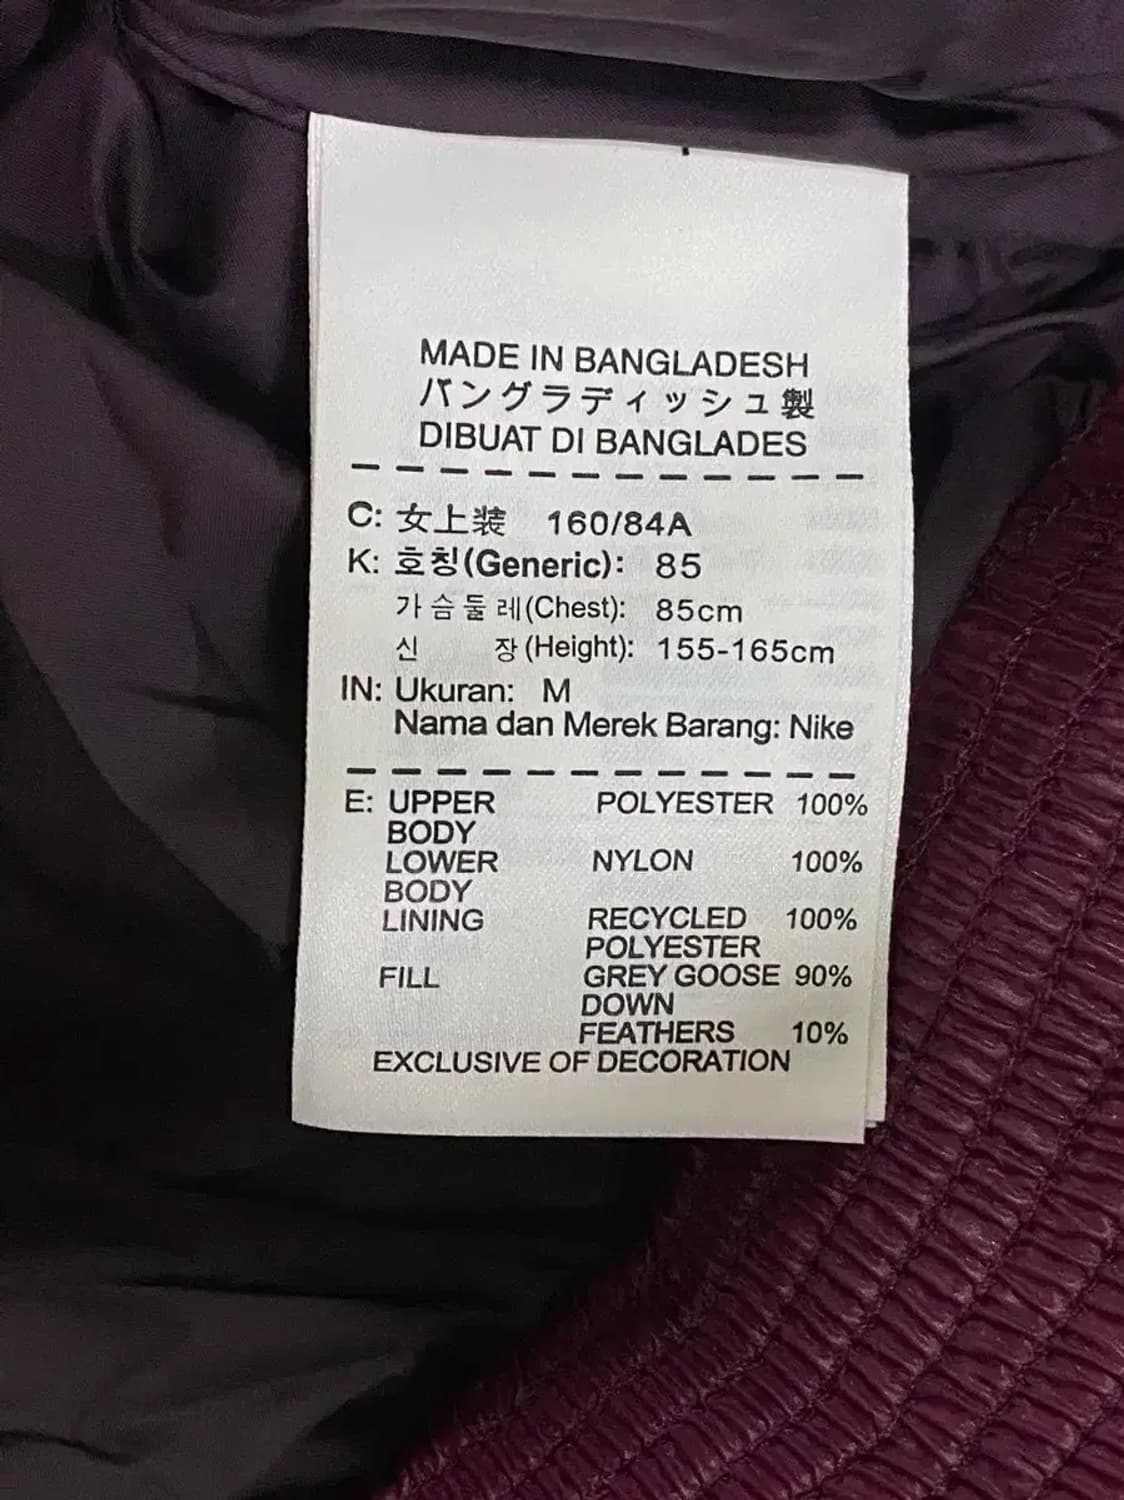 MADE IN BANGLADESH
バングラディッシュ製
DIBUAT DI BANGLADES
C: 女上装 160/84A
K: 호칭(Generic): 85
가슴둘레(Chest): 85cm
신 장(Height): 155-165cm
IN: Ukuran: M
Nama dan Merek Barang: Nike
E: UPPER POLYESTER 100%
BODY
LOWER NYLON 100%
BODY
LINING RECYCLED 100%
POLYESTER
FILL GREY GOOSE 90%
DOWN
FEATHERS 10%
EXCLUSIVE OF DECORATION